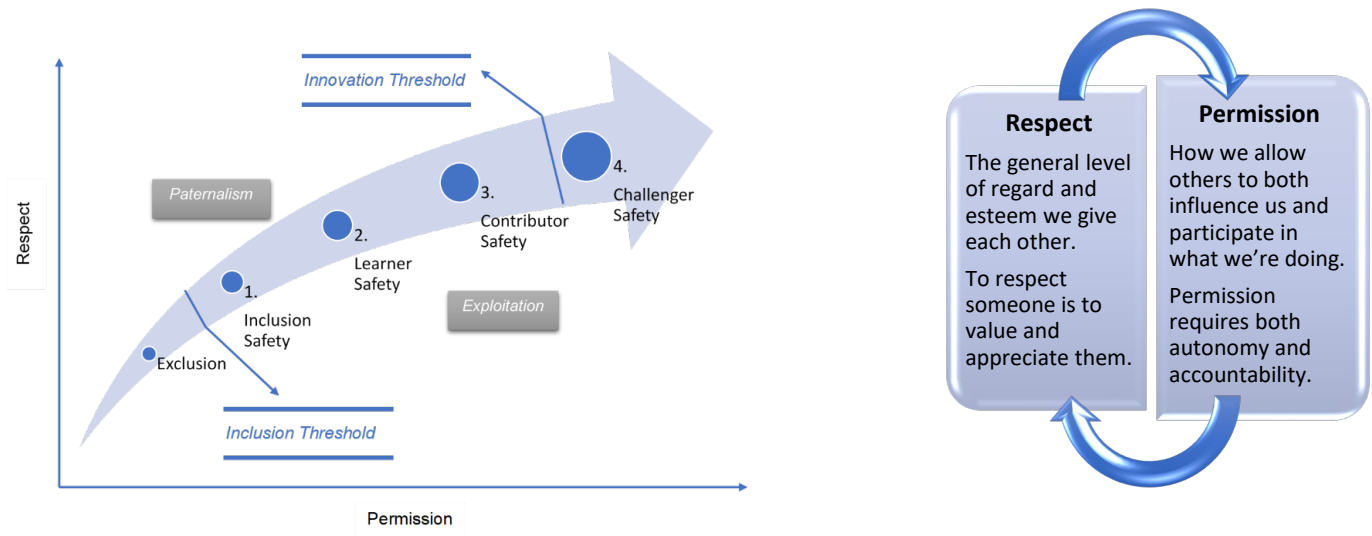 Respect
Innovation Threshold
Paternalism
4.
Challenger
Safety
3.
Contributor
Safety
2.
Learner
Safety
1.
Inclusion
Safety
Exclusion
Exploitation
Inclusion Threshold
Permission
Respect
The general level
of regard and
esteem we give
each other.
To respect
someone is to
value and
appreciate them.
Permission
How we allow
others to both
influence us and
participate in
what we're doing.
Permission
requires both
autonomy and
accountability.